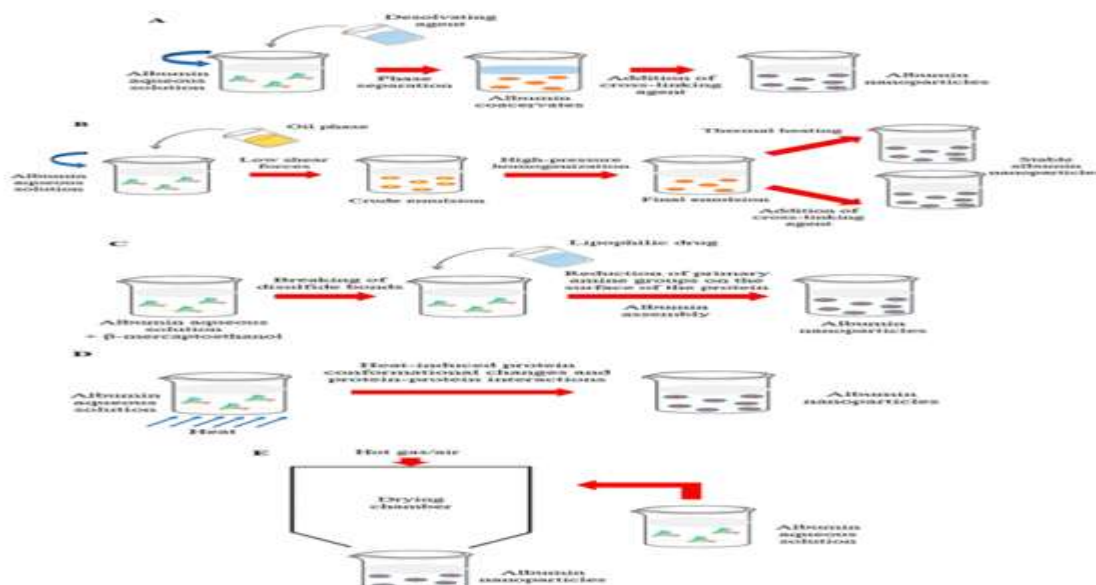 A
Desolvating
agent
Albumin
aqueous
solution
Phase
separation
Albumin
coacervates
Addition of
cross-linking
agent
Albumin
nanoparticles
B
Oil phase
Albumin
aqueous
solution
Low shear
forces
Crude emulsion
High-pressure
homogenization
Final emulsion
Thermal heating
Addition of
cross-linking
agent
Stable
albumin
nanoparticles
C
Albumin aqueous
solution
+ β-mercaptoethanol
Breaking of
disulfide bonds
Lipophilic drug
Reduction of primary
amine groups on the
surface of the protein
Albumin
assembly
Albumin
nanoparticles
D
Albumin
aqueous
solution
Heat
Heat-induced protein
conformational changes and
protein-protein interactions
Albumin
nanoparticles
E
Hot gas/air
Drying
chamber
Albumin
aqueous
solution
Albumin
nanoparticles